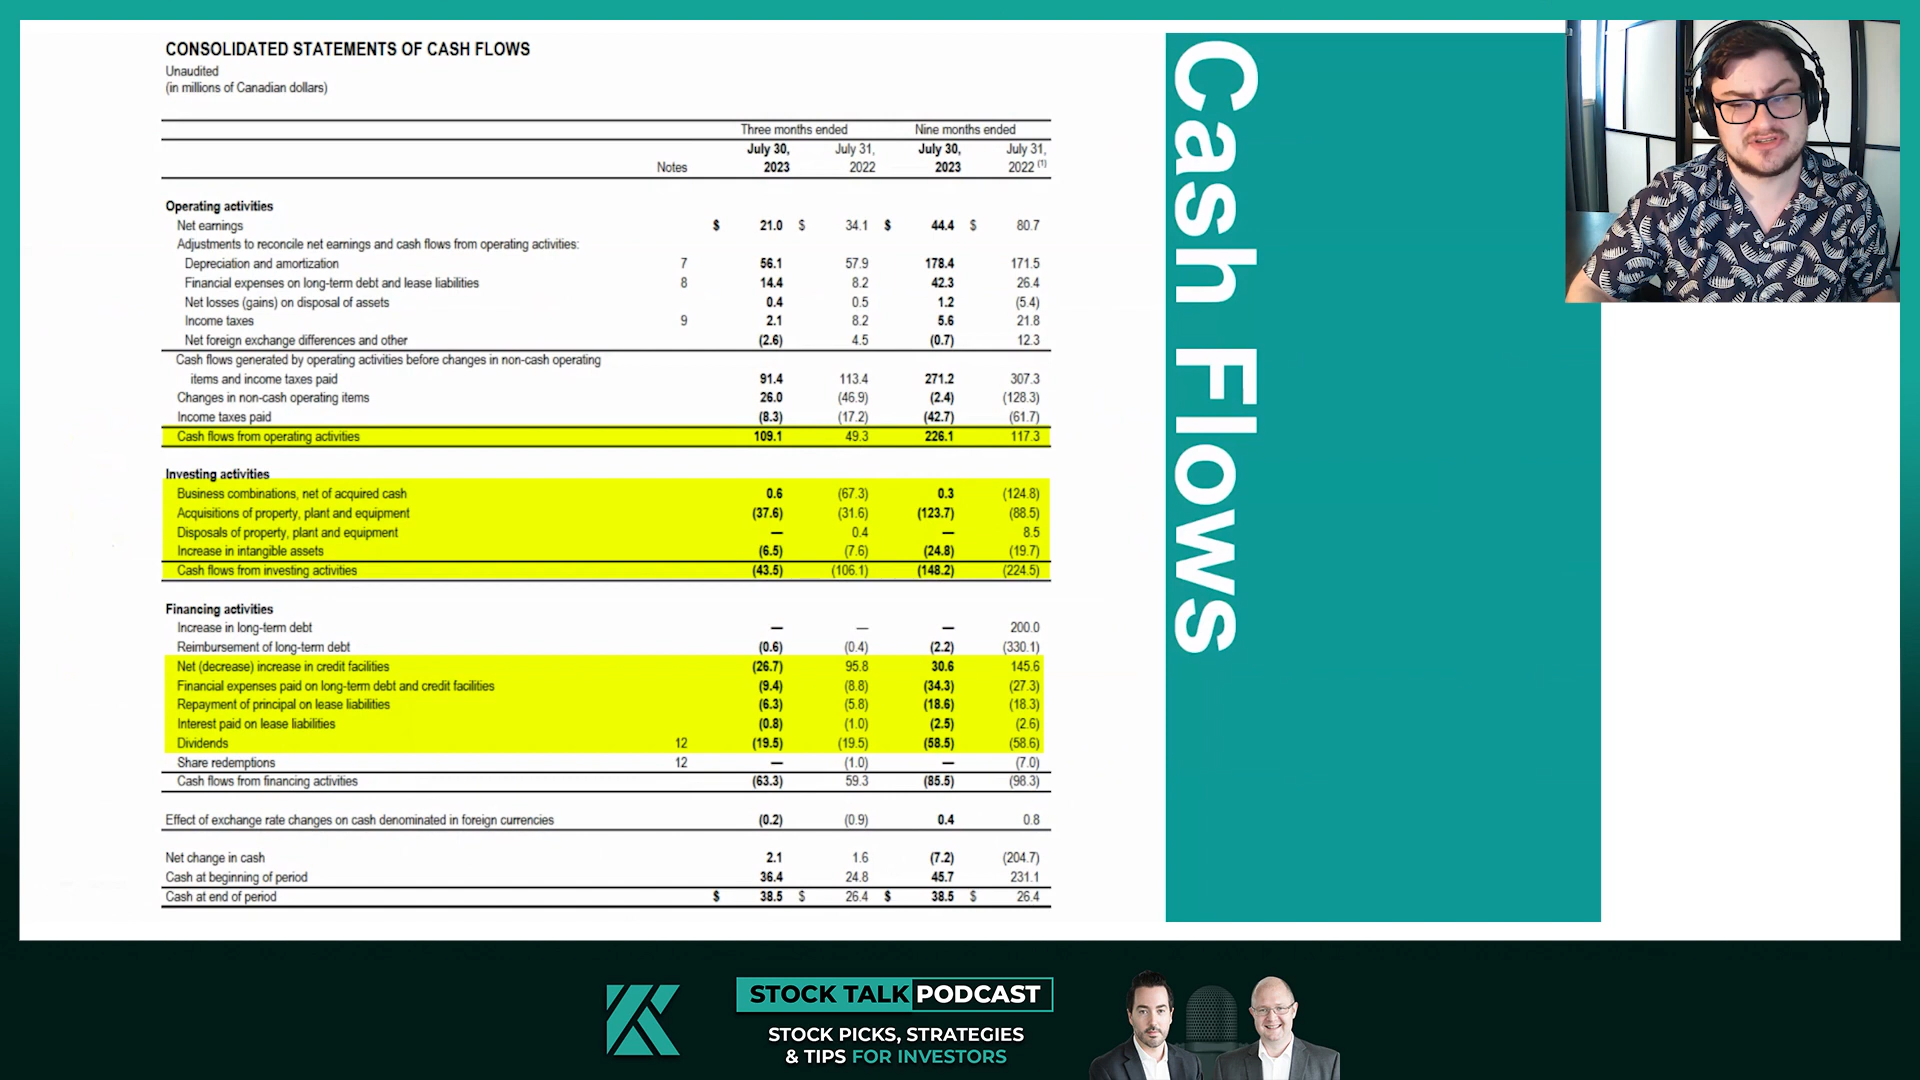 CONSOLIDATED STATEMENTS OF CASH FLOWS
Unaudited
(in millions of Canadian dollars)
Three months ended Nine months ended
July 30, July 31, July 30, July 31,
Notes 2023 2022 2023 2022 (1)
Operating activities
Net earnings $ 21.0 $ 34.1 $ 44.4 $ 80.7
Adjustments to reconcile net earnings and cash flows from operating activities:
Depreciation and amortization 7 56.1 57.9 178.4 171.5
Financial expenses on long-term debt and lease liabilities 8 14.4 8.2 42.3 26.4
Net losses (gains) on disposal of assets 0.4 0.5 1.2 (5.4)
Income taxes 9 2.1 8.2 5.6 21.8
Net foreign exchange differences and other (2.6) 4.5 (0.7) 12.3
Cash flows generated by operating activities before changes in non-cash operating
items and income taxes paid 91.4 113.4 271.2 307.3
Changes in non-cash operating items 26.0 (46.9) (2.4) (128.3)
Income taxes paid (8.3) (17.2) (42.7) (61.7)
Cash flows from operating activities 109.1 49.3 226.1 117.3
Investing activities
Business combinations, net of acquired cash 0.6 (67.3) 0.3 (124.8)
Acquisitions of property, plant and equipment (37.6) (31.6) (123.7) (88.5)
Disposals of property, plant and equipment — 0.4 — 8.5
Increase in intangible assets (6.5) (7.6) (24.8) (19.7)
Cash flows from investing activities (43.5) (106.1) (148.2) (224.5)
Financing activities
Increase in long-term debt — — — 200.0
Reimbursement of long-term debt (0.6) (0.4) (2.2) (330.1)
Net (decrease) increase in credit facilities (26.7) 95.8 30.6 145.6
Financial expenses paid on long-term debt and credit facilities (9.4) (8.8) (34.3) (27.3)
Repayment of principal on lease liabilities (6.3) (5.8) (18.6) (18.3)
Interest paid on lease liabilities (0.8) (1.0) (2.5) (2.6)
Dividends 12 (19.5) (19.5) (58.5) (58.6)
Share redemptions 12 — (1.0) — (7.0)
Cash flows from financing activities (63.3) 59.3 (85.5) (98.3)
Effect of exchange rate changes on cash denominated in foreign currencies (0.2) (0.9) 0.4 0.8
Net change in cash 2.1 1.6 (7.2) (204.7)
Cash at beginning of period 36.4 24.8 45.7 231.1
Cash at end of period $ 38.5 $ 26.4 $ 38.5 $ 26.4
Cash Flows
STOCK TALK PODCAST
STOCK PICKS, STRATEGIES
& TIPS FOR INVESTORS